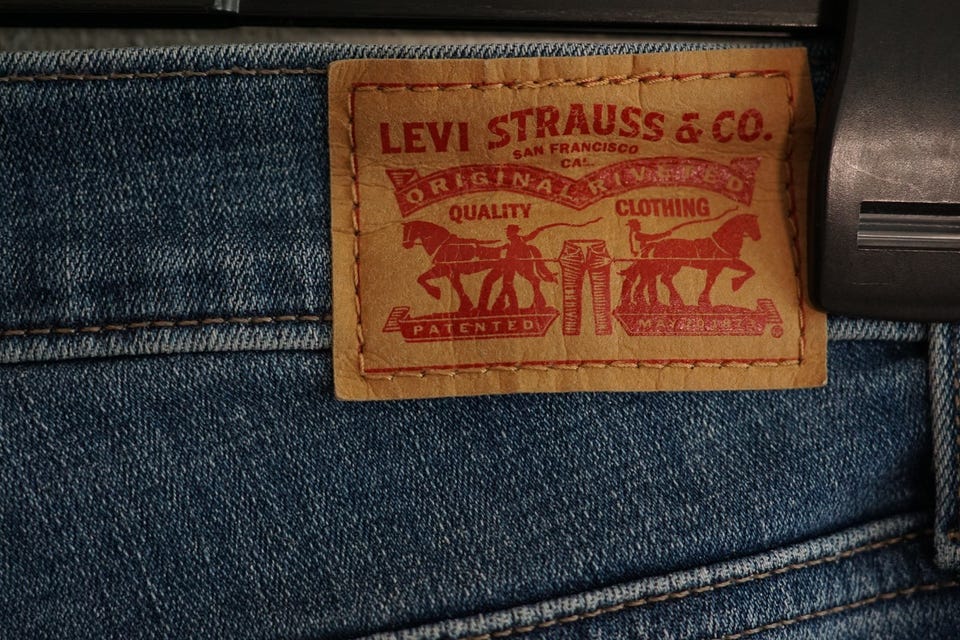 LEVI STRAUSS & CO.
SAN FRANCISCO
CAL.
ORIGINAL RIVETED
QUALITY CLOTHING
PATENTED
®